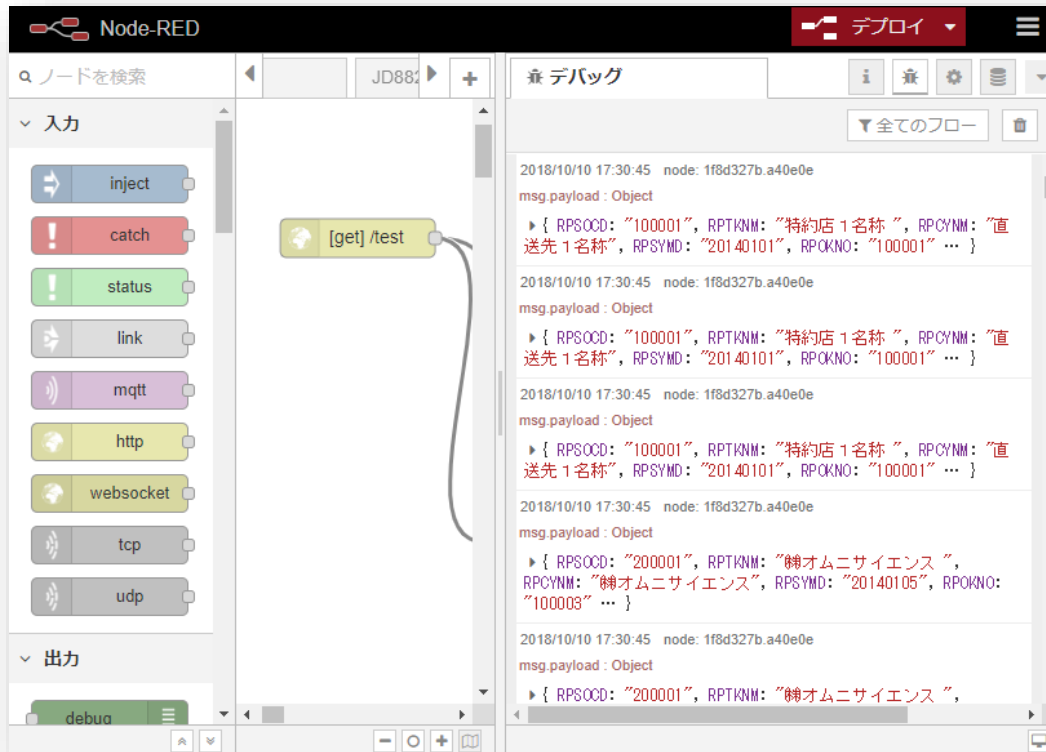 Node-RED
デプロイ
ノードを検索
入力
inject
catch
status
link
mqtt
http
websocket
tcp
udp
出力
debug
JD882
[get] /test
デバッグ
全てのフロー
2018/10/10 17:30:45 node: 1f8d327b.a40e0e
msg.payload : Object
{ RPSOCD: "100001", RPTKNM: "特約店１名称 ", RPCYNM: "直
送先１名称", RPSYMD: "20140101", RPOKNO: "100001" … }
2018/10/10 17:30:45 node: 1f8d327b.a40e0e
msg.payload : Object
{ RPSOCD: "100001", RPTKNM: "特約店１名称 ", RPCYNM: "直
送先１名称", RPSYMD: "20140101", RPOKNO: "100001" … }
2018/10/10 17:30:45 node: 1f8d327b.a40e0e
msg.payload : Object
{ RPSOCD: "100001", RPTKNM: "特約店１名称 ", RPCYNM: "直
送先１名称", RPSYMD: "20140101", RPOKNO: "100001" … }
2018/10/10 17:30:45 node: 1f8d327b.a40e0e
msg.payload : Object
{ RPSOCD: "200001", RPTKNM: "㈱オムニサイエンス ",
RPCYNM: "㈱オムニサイエンス", RPSYMD: "20140105", RPOKNO:
"100003" … }
2018/10/10 17:30:45 node: 1f8d327b.a40e0e
msg.payload : Object
{ RPSOCD: "200001", RPTKNM: "㈱オムニサイエンス ",